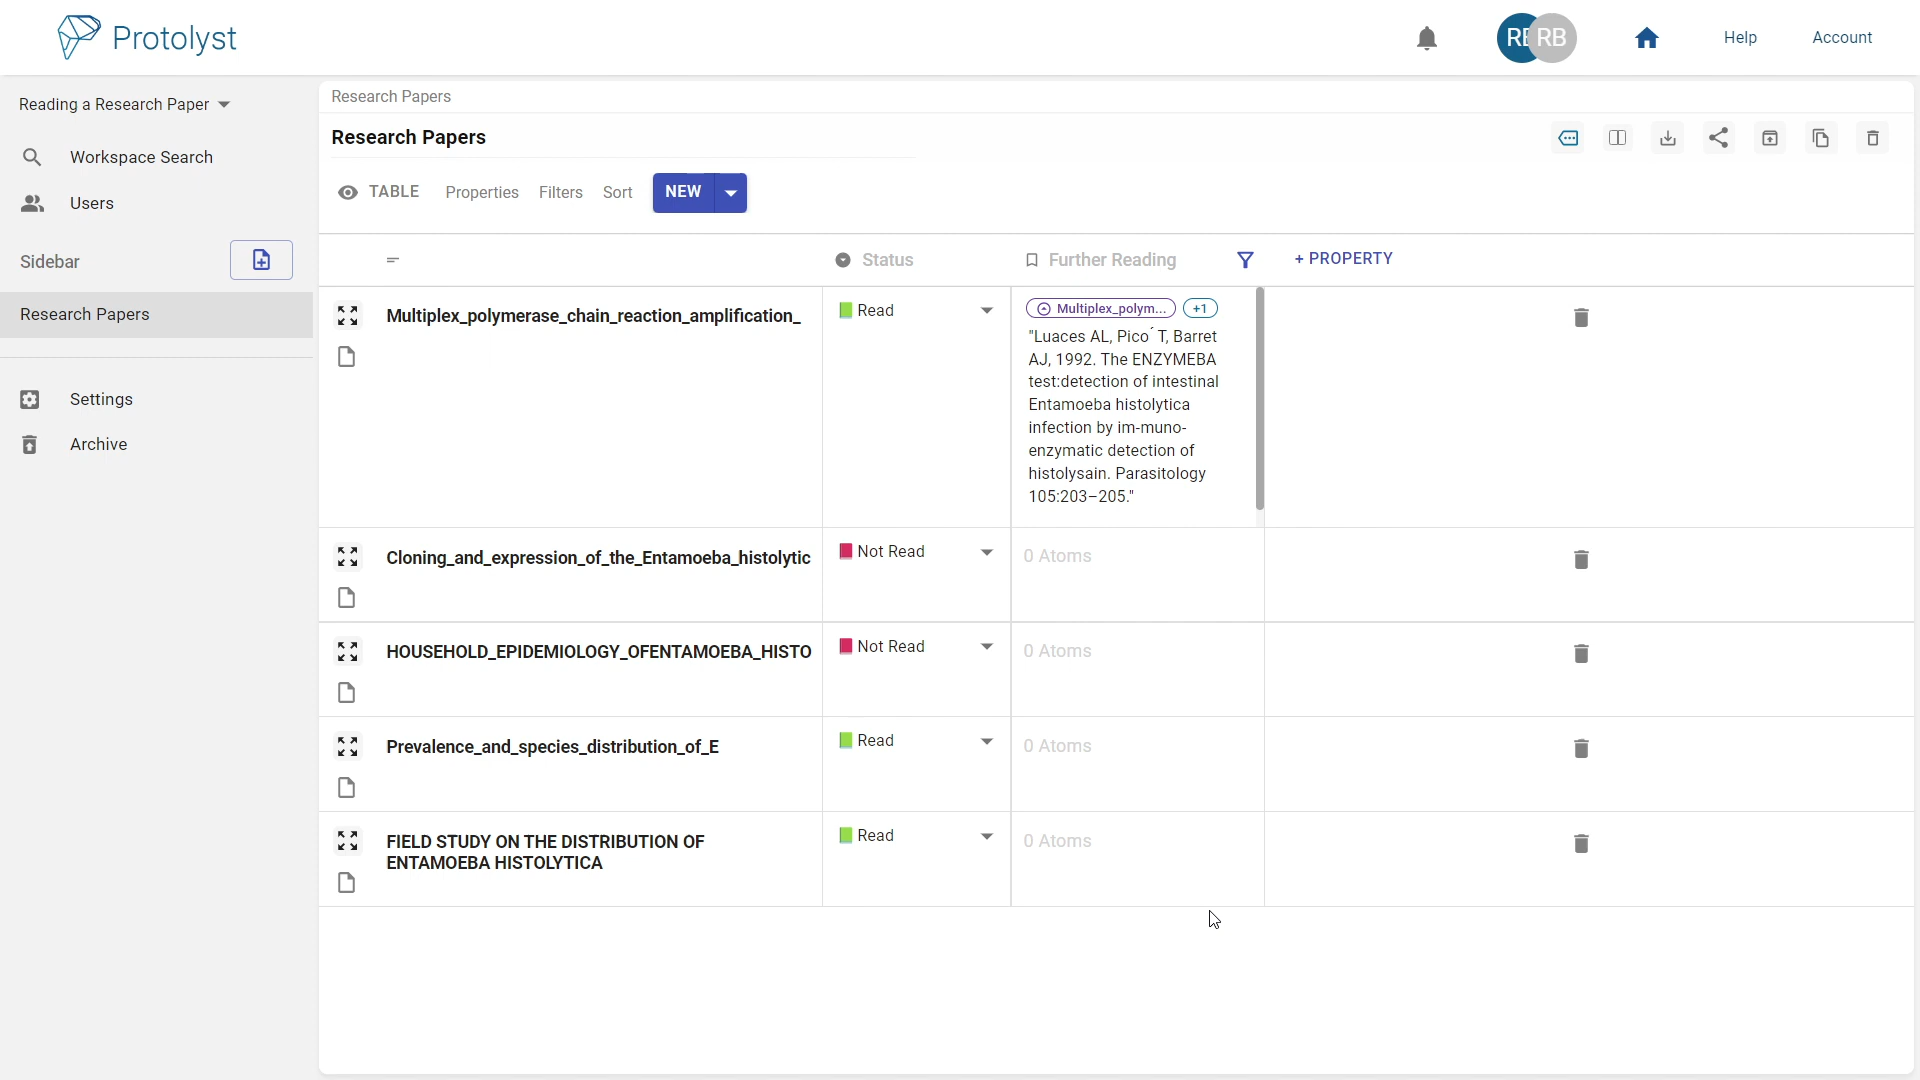 Protolyst
RB
Help
Account
Reading a Research Paper
Workspace Search
Users
Sidebar
Research Papers
Settings
Archive
Research Papers
Research Papers
TABLE
Properties
Filters
Sort
NEW
Status
Further Reading
+ PROPERTY
Multiplex_polymerase_chain_reaction_amplification_
Read
Multiplex_polym...
+1
"Luaces AL, Pico´ T, Barret
AJ, 1992. The ENZYMEBA
test:detection of intestinal
Entamoeba histolytica
infection by im-muno-
enzymatic detection of
histolysain. Parasitology
105:203–205."
Cloning_and_expression_of_the_Entamoeba_histolytic
Not Read
0 Atoms
HOUSEHOLD_EPIDEMIOLOGY_OFENTAMOEBA_HISTO
Not Read
0 Atoms
Prevalence_and_species_distribution_of_E
Read
0 Atoms
FIELD STUDY ON THE DISTRIBUTION OF
ENTAMOEBA HISTOLYTICA
Read
0 Atoms